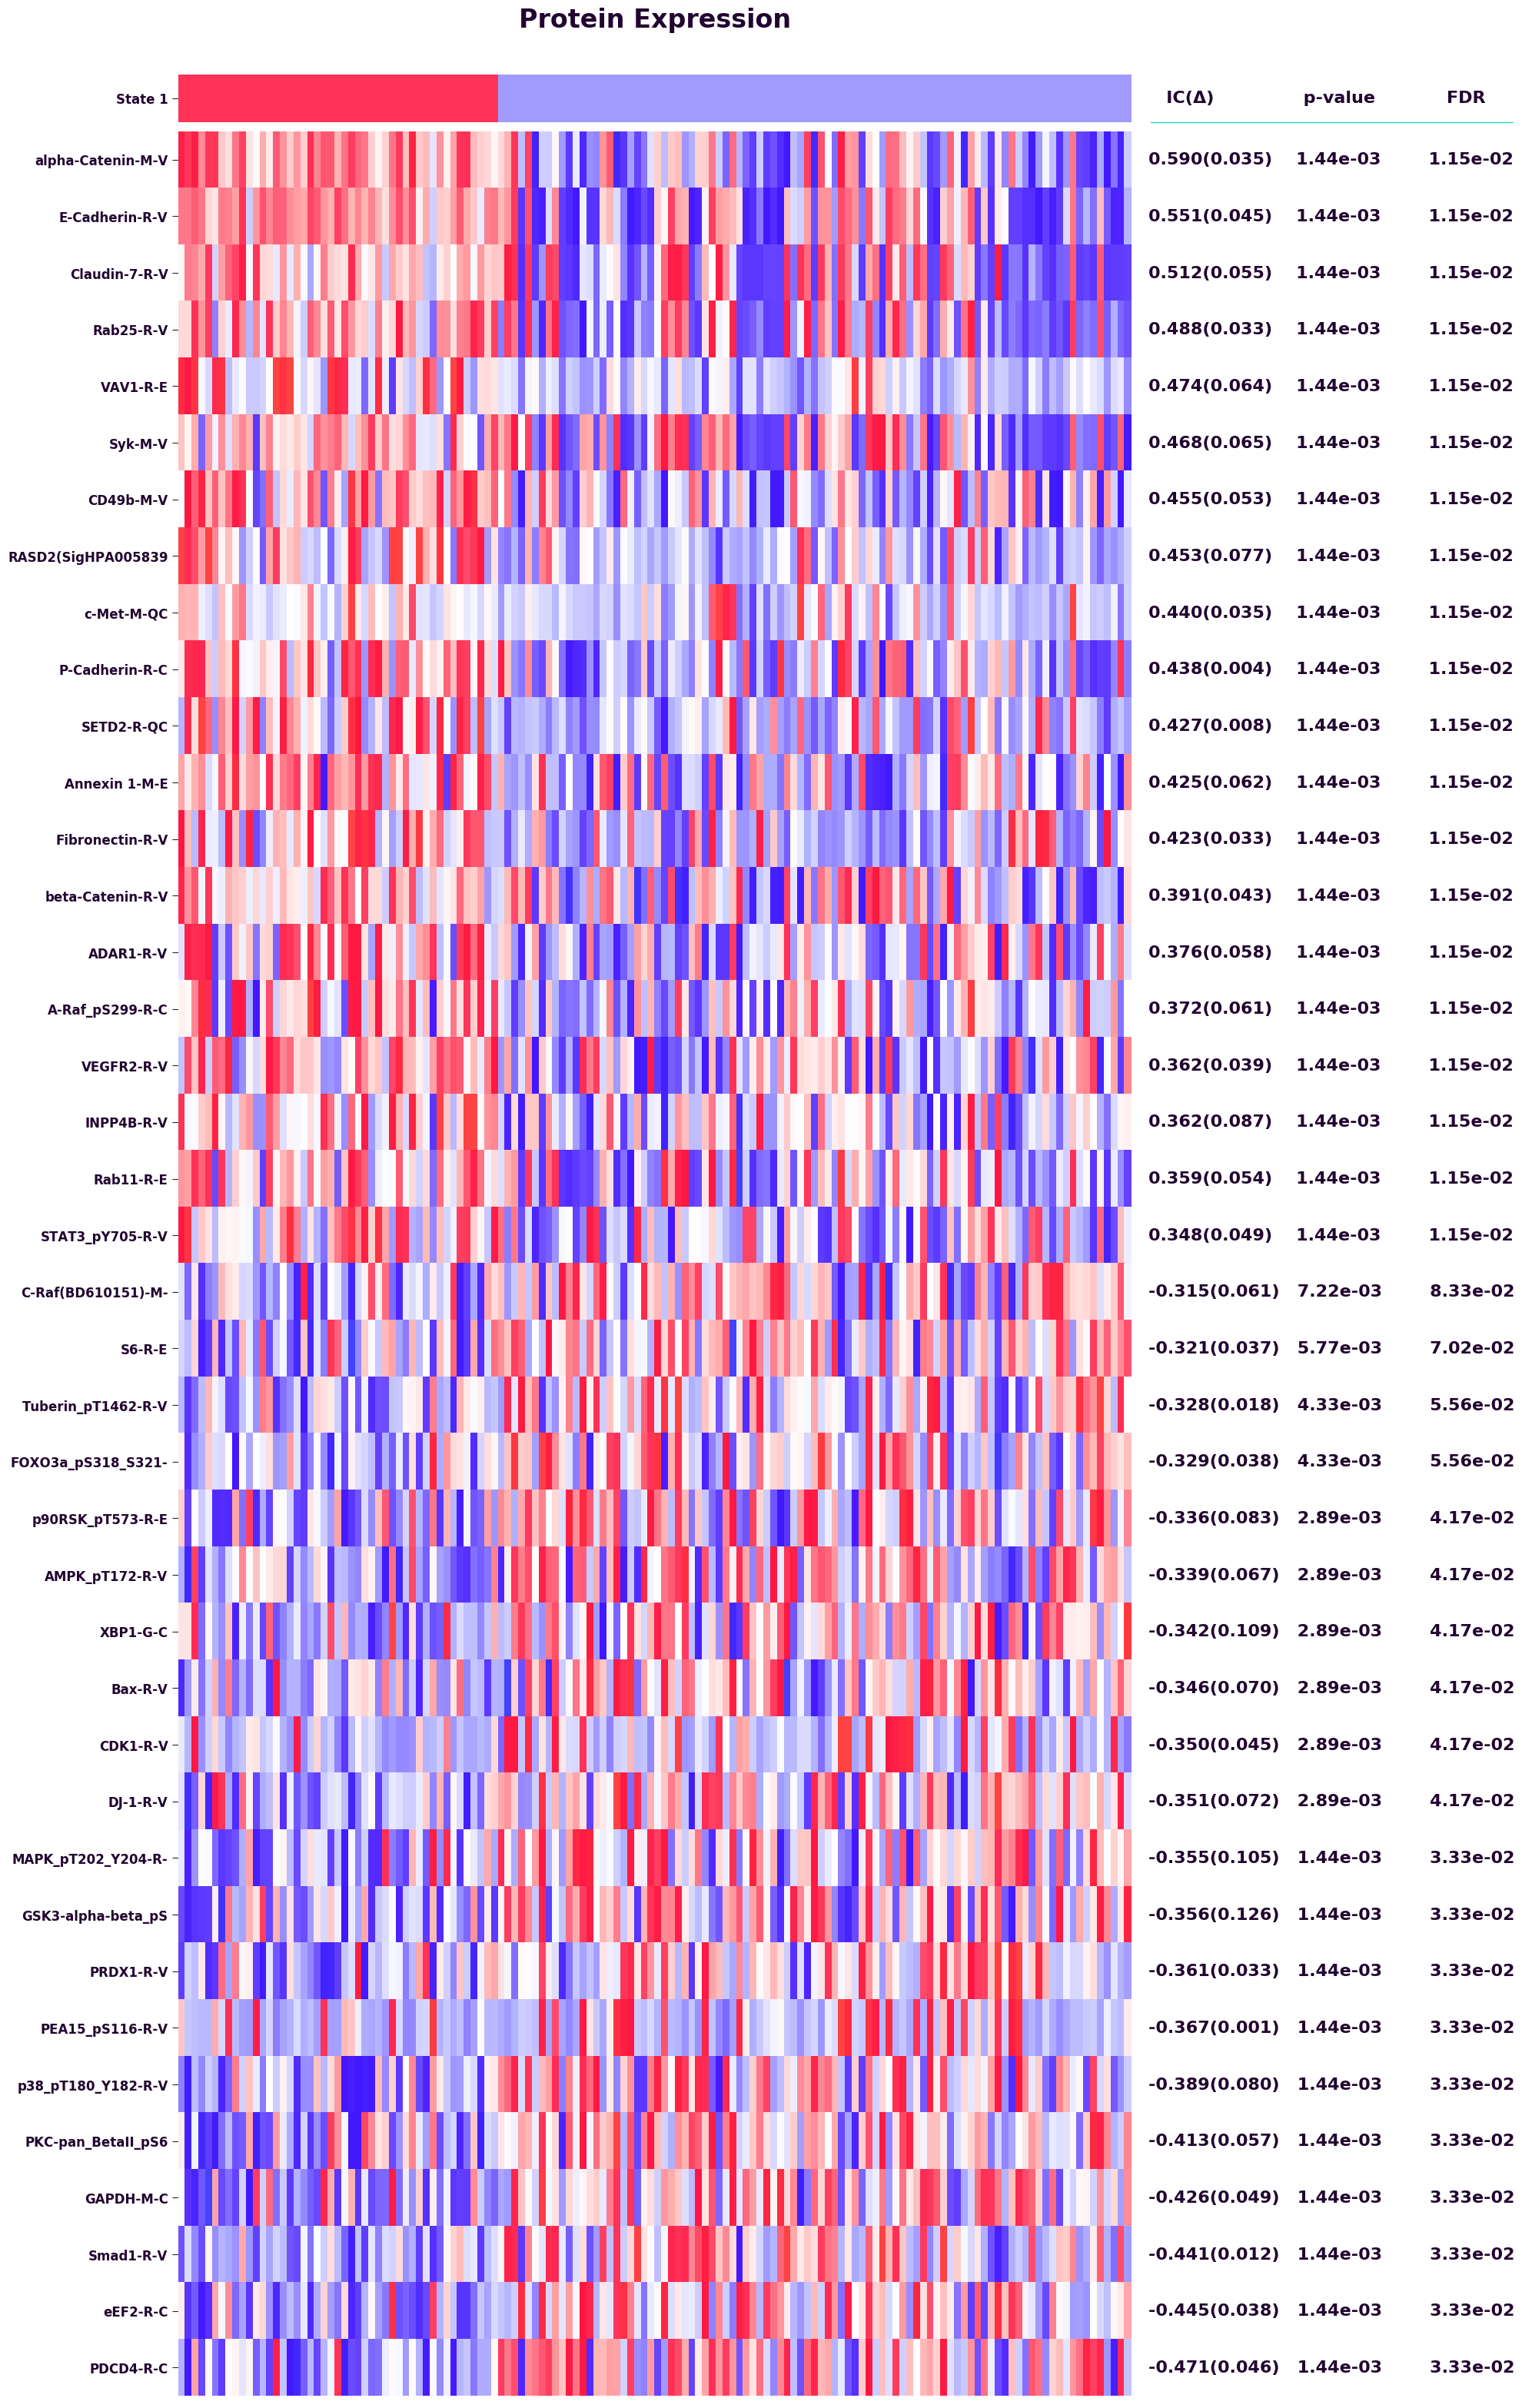 Protein Expression
State 1 IC(Δ) p-value FDR
alpha-Catenin-M-V 0.590(0.035) 1.44e-03 1.15e-02
E-Cadherin-R-V 0.551(0.045) 1.44e-03 1.15e-02
Claudin-7-R-V 0.512(0.055) 1.44e-03 1.15e-02
Rab25-R-V 0.488(0.033) 1.44e-03 1.15e-02
VAV1-R-E 0.474(0.064) 1.44e-03 1.15e-02
Syk-M-V 0.468(0.065) 1.44e-03 1.15e-02
CD49b-M-V 0.455(0.053) 1.44e-03 1.15e-02
RASD2(SigHPA005839 0.453(0.077) 1.44e-03 1.15e-02
c-Met-M-QC 0.440(0.035) 1.44e-03 1.15e-02
P-Cadherin-R-C 0.438(0.004) 1.44e-03 1.15e-02
SETD2-R-QC 0.427(0.008) 1.44e-03 1.15e-02
Annexin 1-M-E 0.425(0.062) 1.44e-03 1.15e-02
Fibronectin-R-V 0.423(0.033) 1.44e-03 1.15e-02
beta-Catenin-R-V 0.391(0.043) 1.44e-03 1.15e-02
ADAR1-R-V 0.376(0.058) 1.44e-03 1.15e-02
A-Raf_pS299-R-C 0.372(0.061) 1.44e-03 1.15e-02
VEGFR2-R-V 0.362(0.039) 1.44e-03 1.15e-02
INPP4B-R-V 0.362(0.087) 1.44e-03 1.15e-02
Rab11-R-E 0.359(0.054) 1.44e-03 1.15e-02
STAT3_pY705-R-V 0.348(0.049) 1.44e-03 1.15e-02
C-Raf(BD610151)-M- -0.315(0.061) 7.22e-03 8.33e-02
S6-R-E -0.321(0.037) 5.77e-03 7.02e-02
Tuberin_pT1462-R-V -0.328(0.018) 4.33e-03 5.56e-02
FOXO3a_pS318_S321- -0.329(0.038) 4.33e-03 5.56e-02
p90RSK_pT573-R-E -0.336(0.083) 2.89e-03 4.17e-02
AMPK_pT172-R-V -0.339(0.067) 2.89e-03 4.17e-02
XBP1-G-C -0.342(0.109) 2.89e-03 4.17e-02
Bax-R-V -0.346(0.070) 2.89e-03 4.17e-02
CDK1-R-V -0.350(0.045) 2.89e-03 4.17e-02
DJ-1-R-V -0.351(0.072) 2.89e-03 4.17e-02
MAPK_pT202_Y204-R- -0.355(0.105) 1.44e-03 3.33e-02
GSK3-alpha-beta_pS -0.356(0.126) 1.44e-03 3.33e-02
PRDX1-R-V -0.361(0.033) 1.44e-03 3.33e-02
PEA15_pS116-R-V -0.367(0.001) 1.44e-03 3.33e-02
p38_pT180_Y182-R-V -0.389(0.080) 1.44e-03 3.33e-02
PKC-pan_BetaII_pS6 -0.413(0.057) 1.44e-03 3.33e-02
GAPDH-M-C -0.426(0.049) 1.44e-03 3.33e-02
Smad1-R-V -0.441(0.012) 1.44e-03 3.33e-02
eEF2-R-C -0.445(0.038) 1.44e-03 3.33e-02
PDCD4-R-C -0.471(0.046) 1.44e-03 3.33e-02